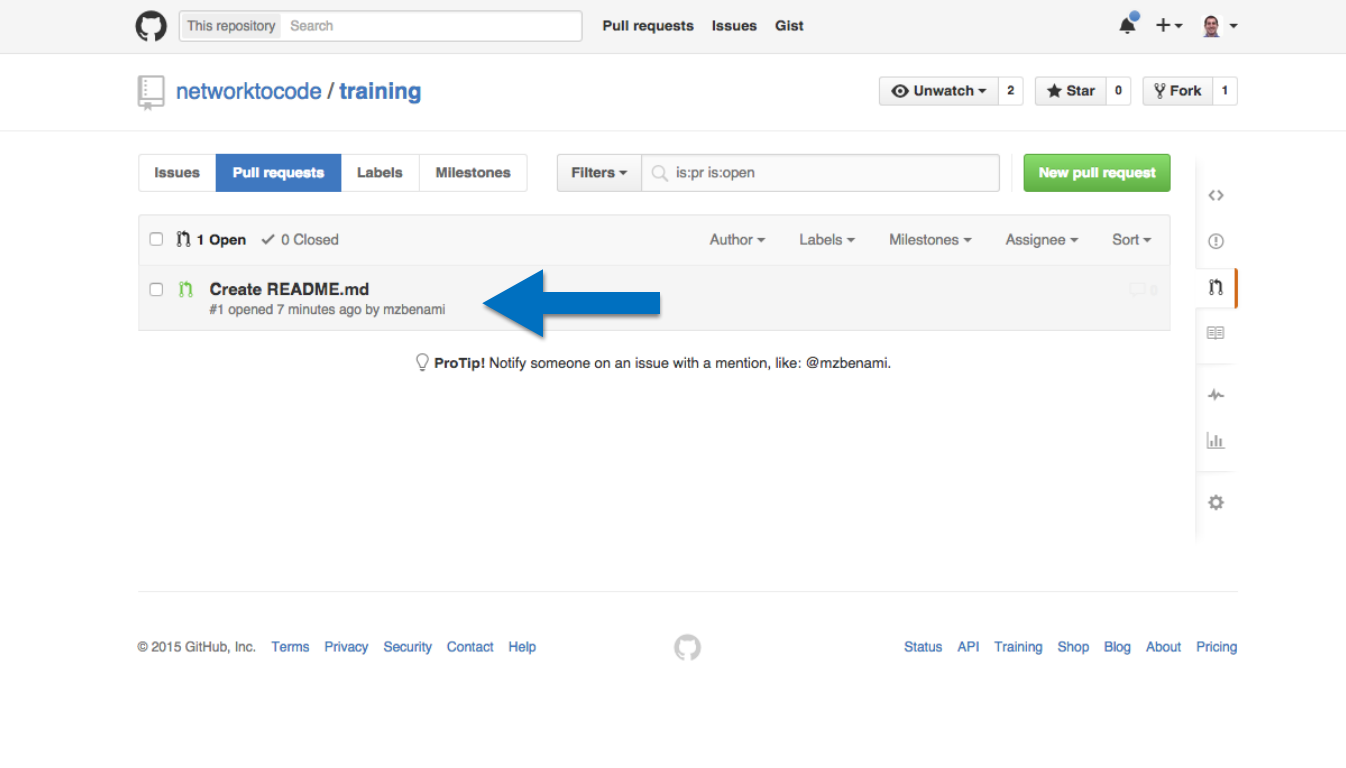 This repository Search Pull requests Issues Gist
networktocode / training Unwatch 2 Star 0 Fork 1
Issues Pull requests Labels Milestones Filters is:pr is:open New pull request
1 Open 0 Closed Author Labels Milestones Assignee Sort
Create README.md 0
#1 opened 7 minutes ago by mzbenami
ProTip! Notify someone on an issue with a mention, like: @mzbenami.
© 2015 GitHub, Inc. Terms Privacy Security Contact Help Status API Training Shop Blog About Pricing